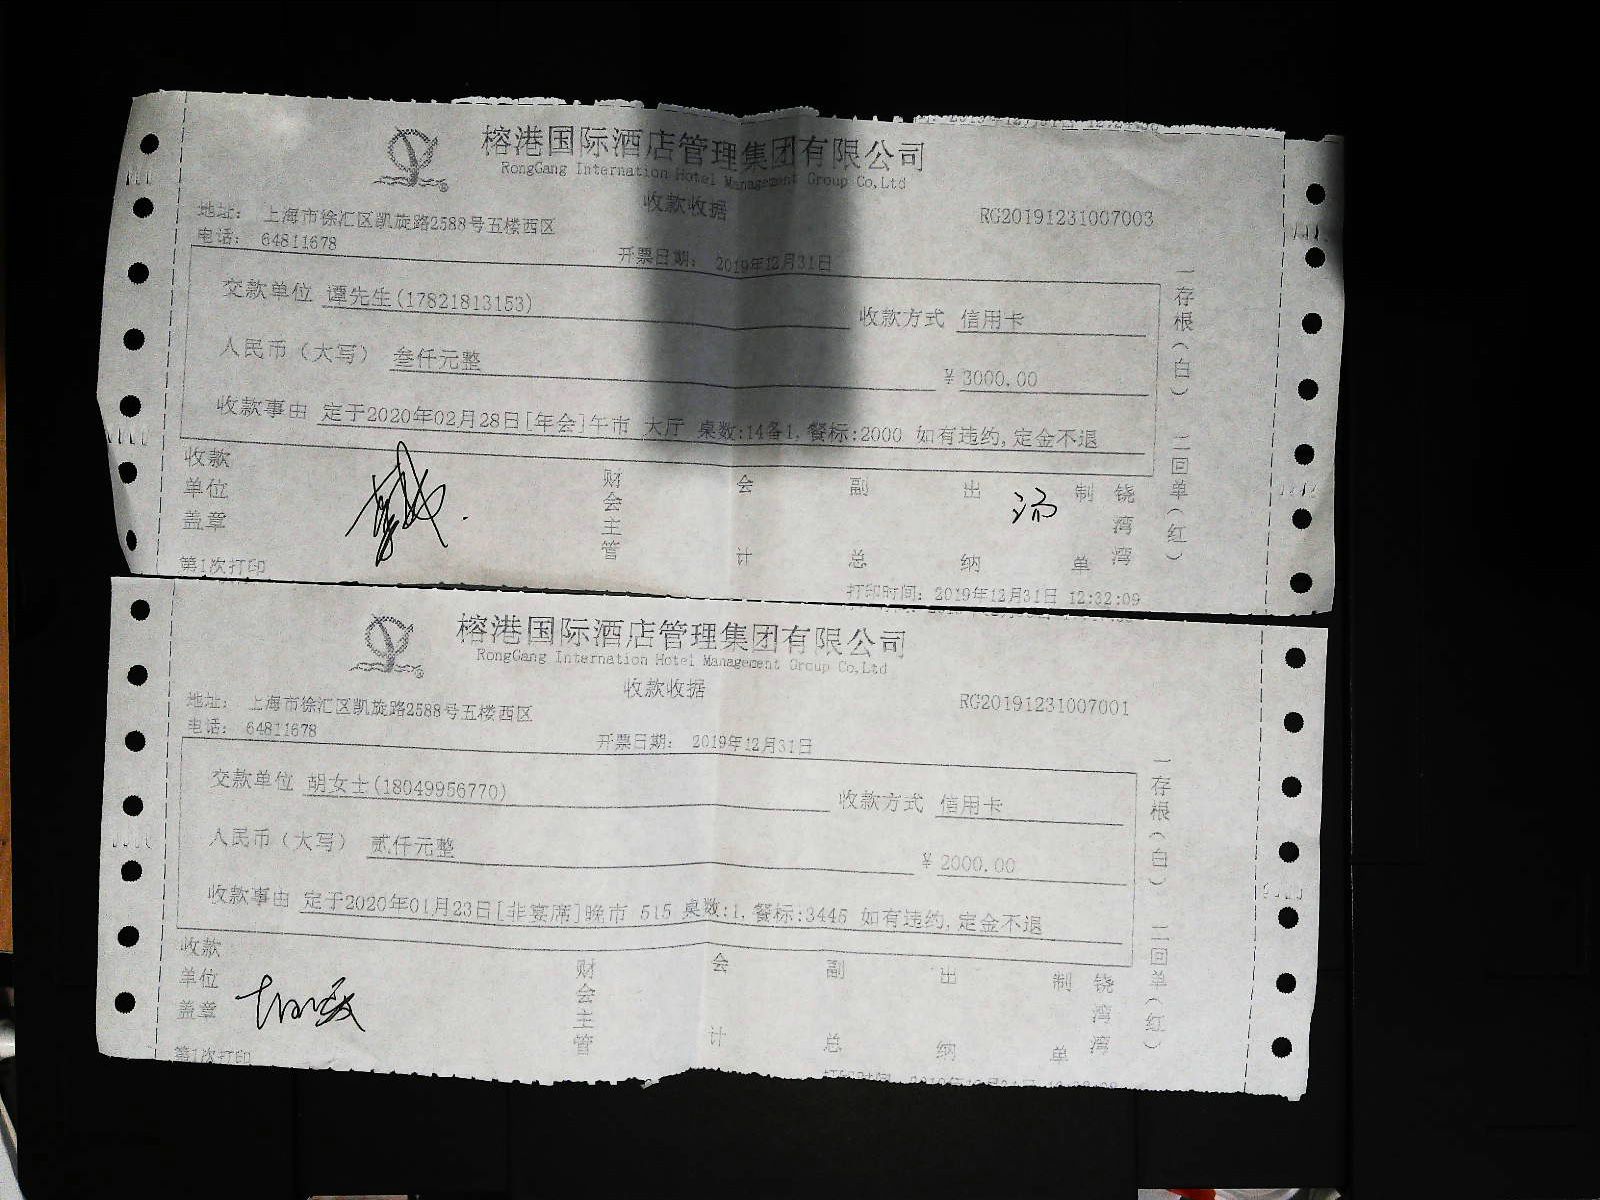 榕港国际酒店管理集团有限公司
RongGang Internation Hotel Management Group Co,Ltd
收款收据
RG20191231007003
地址： 上海市徐汇区凯旋路2588号五楼西区
电话： 64811678
开票日期： 2019年12月31日
交款单位 谭先生(17821813153) 收款方式 信用卡
人民币（大写） 叁仟元整 ￥ 3000.00
收款事由 定于2020年02月28日[年会]午市 大厅 桌数:14备1, 餐标:2000 如有违约,定金不退
收款单位盖章 财会主管 会计 副总 出纳 汤 制单 铙湾湾
一存根（白） 二回单（红）
第1次打印
打印时间：2019年12月31日 12:32:09
榕港国际酒店管理集团有限公司
RongGang Internation Hotel Management Group Co,Ltd
收款收据
RG20191231007001
地址： 上海市徐汇区凯旋路2588号五楼西区
电话： 64811678
开票日期： 2019年12月31日
交款单位 胡女士(18049956770) 收款方式 信用卡
人民币（大写） 贰仟元整 ￥ 2000.00
收款事由 定于2020年01月23日[非宴席]晚市 515 桌数:1, 餐标:3445 如有违约,定金不退
收款单位盖章 财会主管 会计 副总 出纳 制单 铙湾湾
一存根（白） 二回单（红）
第1次打印